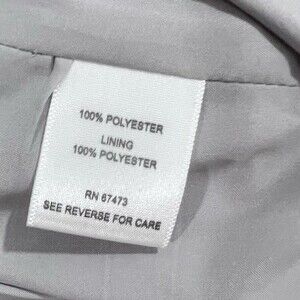 100% POLYESTER
LINING
100% POLYESTER
RN 67473
SEE REVERSE FOR CARE